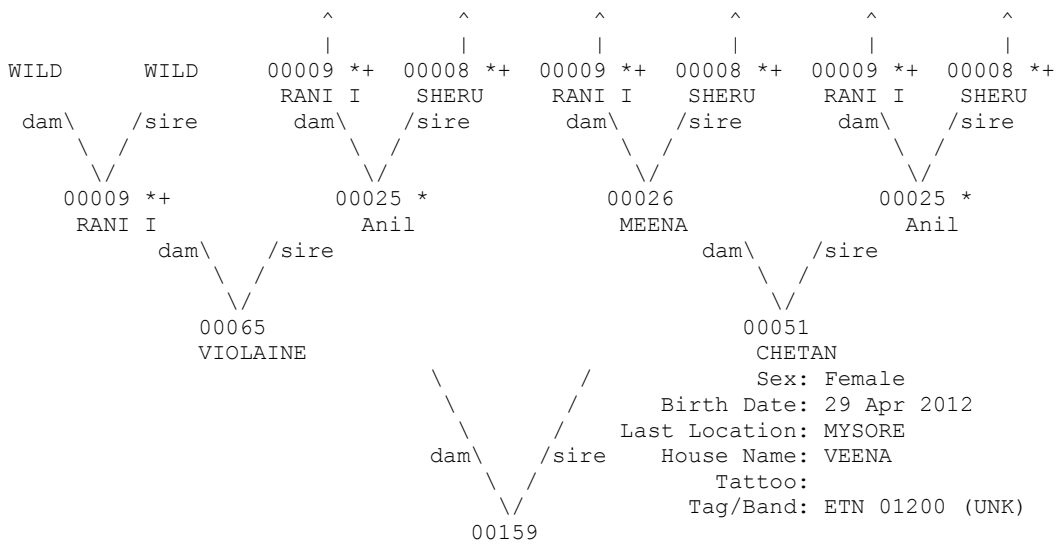 ^ ^ ^ ^ ^ ^
| | | | | |
WILD WILD 00009 *+ 00008 *+ 00009 *+ 00008 *+ 00009 *+ 00008 *+
RANI I SHERU RANI I SHERU RANI I SHERU
dam\ /sire dam\ /sire dam\ /sire dam\ /sire
\ / \ / \ / \ /
\/ \/ \/ \/
00009 *+ 00025 * 00026 00025 *
RANI I Anil MEENA Anil
dam\ /sire dam\ /sire
\ / \ /
\/ \/
00065 00051
VIOLAINE CHETAN
\ / Sex: Female
\ / Birth Date: 29 Apr 2012
\ / Last Location: MYSORE
dam\ /sire House Name: VEENA
\ / Tattoo:
\/ Tag/Band: ETN 01200 (UNK)
00159